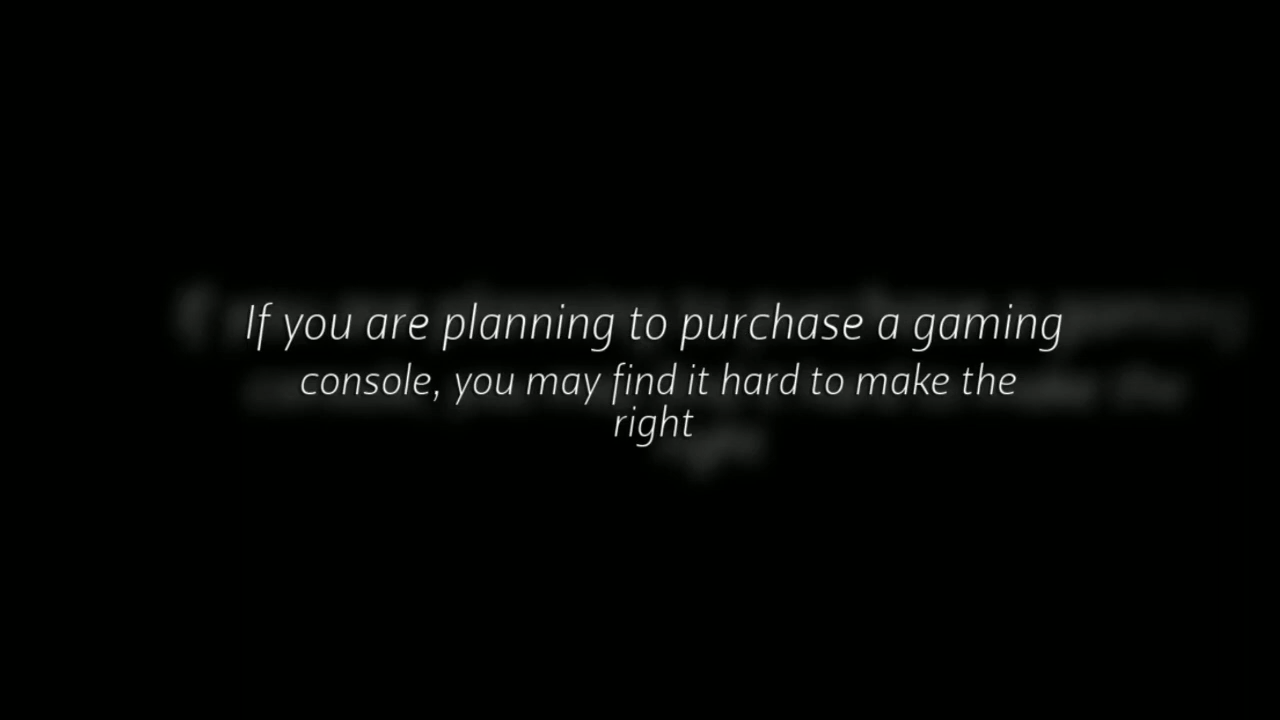 If you are planning to purchase a gaming
console, you may find it hard to make the
right